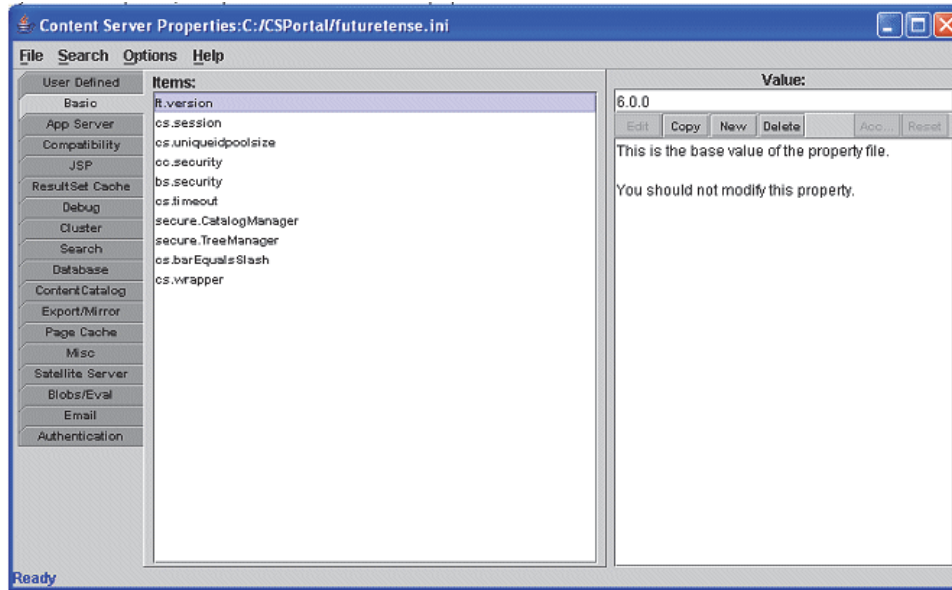 Content Server Properties:C:/CSPortal/futuretense.ini
File Search Options Help
User Defined
Basic
App Server
Compatibility
JSP
ResultSet Cache
Debug
Cluster
Search
Database
ContentCatalog
Export/Mirror
Page Cache
Misc
Satellite Server
Blobs/Eval
Email
Authentication
Items:
ft.version
cs.session
cs.uniqueidpoolsize
cc.security
bs.security
cs.timeout
secure.CatalogManager
secure.TreeManager
cs.barEqualsSlash
cs.wrapper
Value:
6.0.0
Edit Copy New Delete Acc... Reset
This is the base value of the property file.
You should not modify this property.
Ready